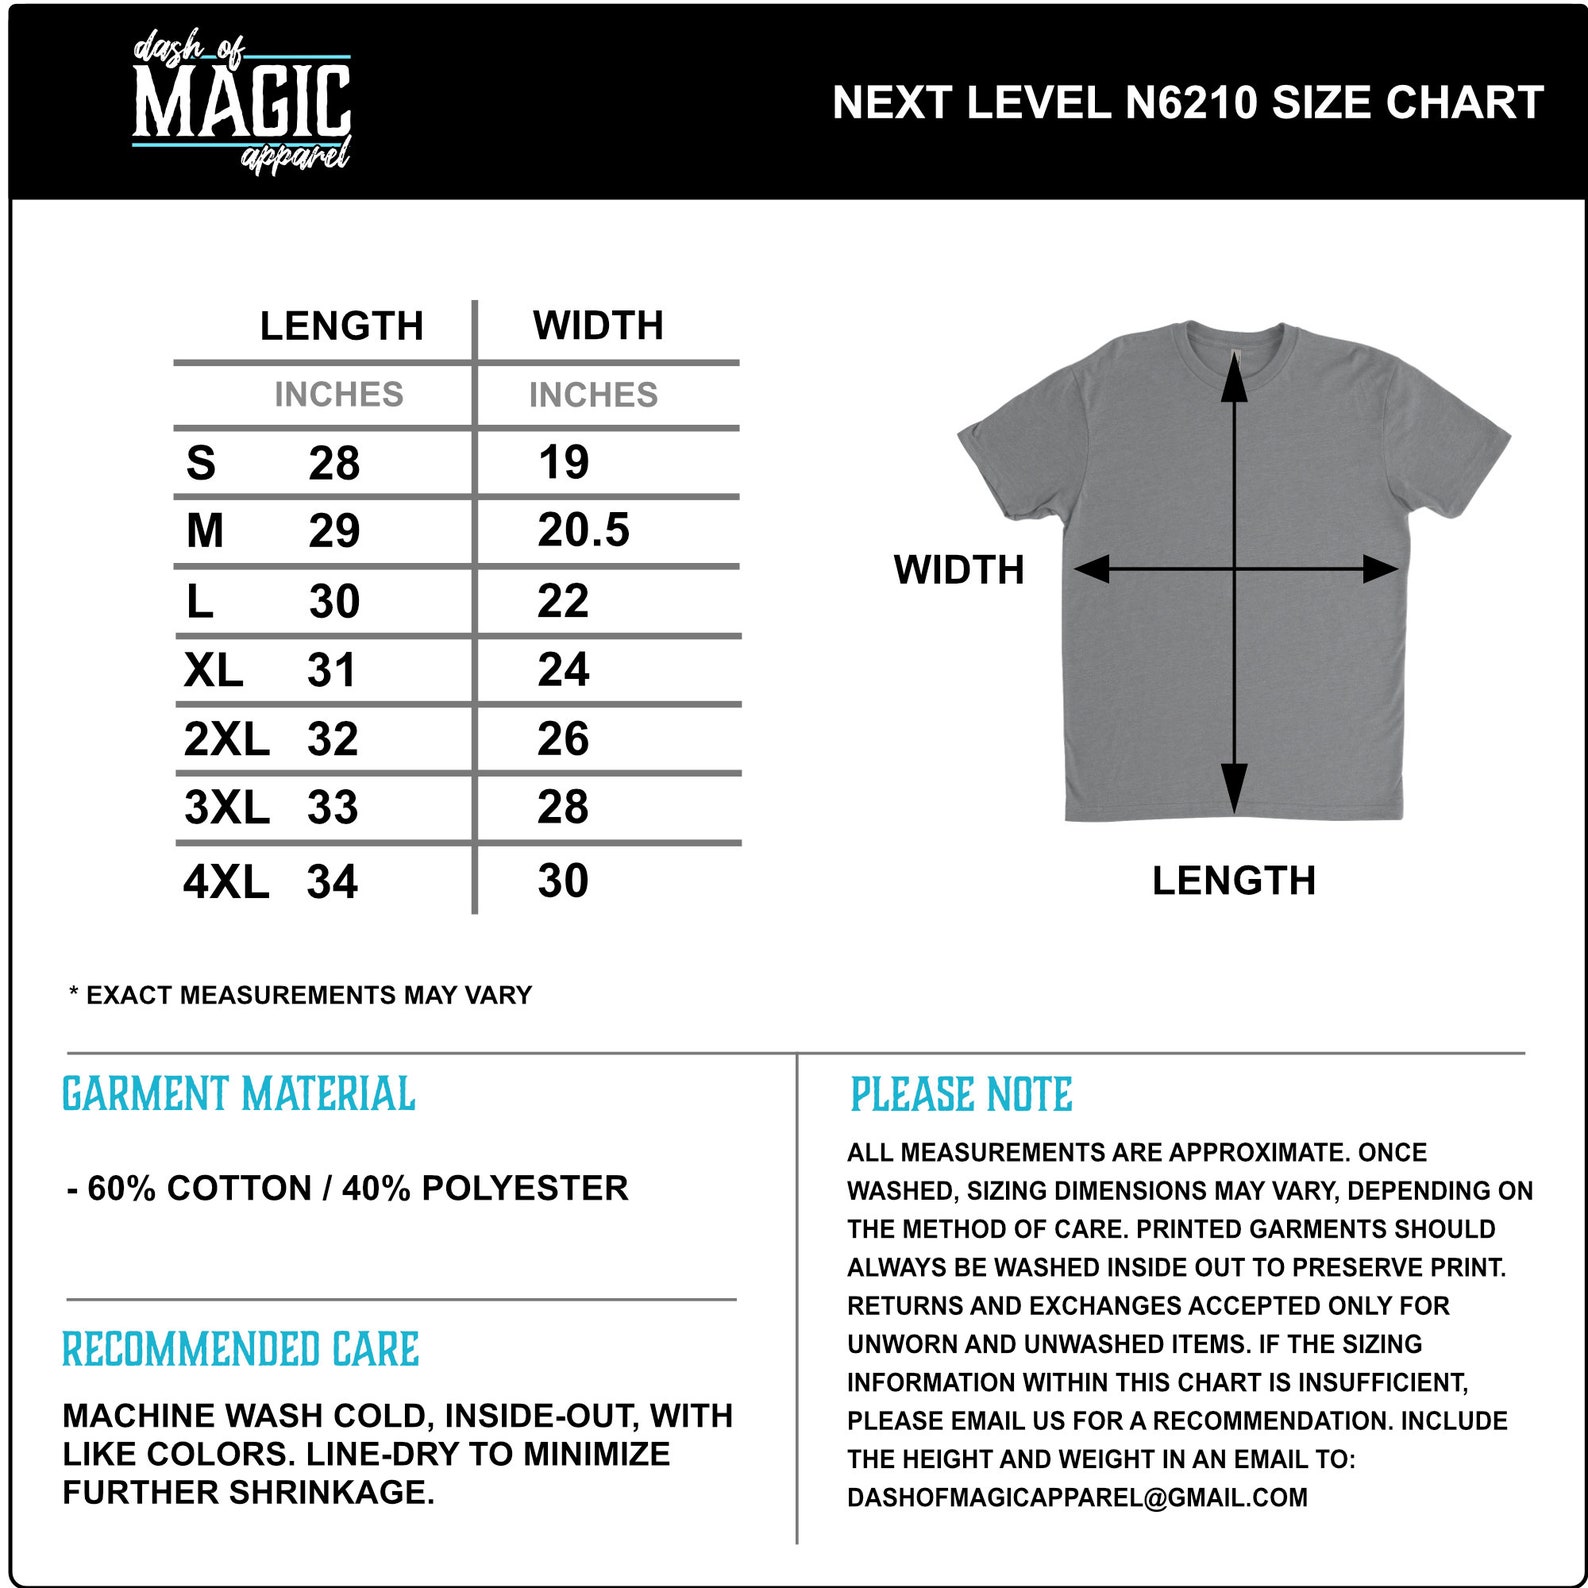 dash of
MAGIC
apparel
NEXT LEVEL N6210 SIZE CHART
LENGTH WIDTH
INCHES INCHES
S 28 19
M 29 20.5
L 30 22
XL 31 24
2XL 32 26
3XL 33 28
4XL 34 30
WIDTH
LENGTH
* EXACT MEASUREMENTS MAY VARY
GARMENT MATERIAL
- 60% COTTON / 40% POLYESTER
RECOMMENDED CARE
MACHINE WASH COLD, INSIDE-OUT, WITH
LIKE COLORS. LINE-DRY TO MINIMIZE
FURTHER SHRINKAGE.
PLEASE NOTE
ALL MEASUREMENTS ARE APPROXIMATE. ONCE
WASHED, SIZING DIMENSIONS MAY VARY, DEPENDING ON
THE METHOD OF CARE. PRINTED GARMENTS SHOULD
ALWAYS BE WASHED INSIDE OUT TO PRESERVE PRINT.
RETURNS AND EXCHANGES ACCEPTED ONLY FOR
UNWORN AND UNWASHED ITEMS. IF THE SIZING
INFORMATION WITHIN THIS CHART IS INSUFFICIENT,
PLEASE EMAIL US FOR A RECOMMENDATION. INCLUDE
THE HEIGHT AND WEIGHT IN AN EMAIL TO:
DASHOFMAGICAPPAREL@GMAIL.COM